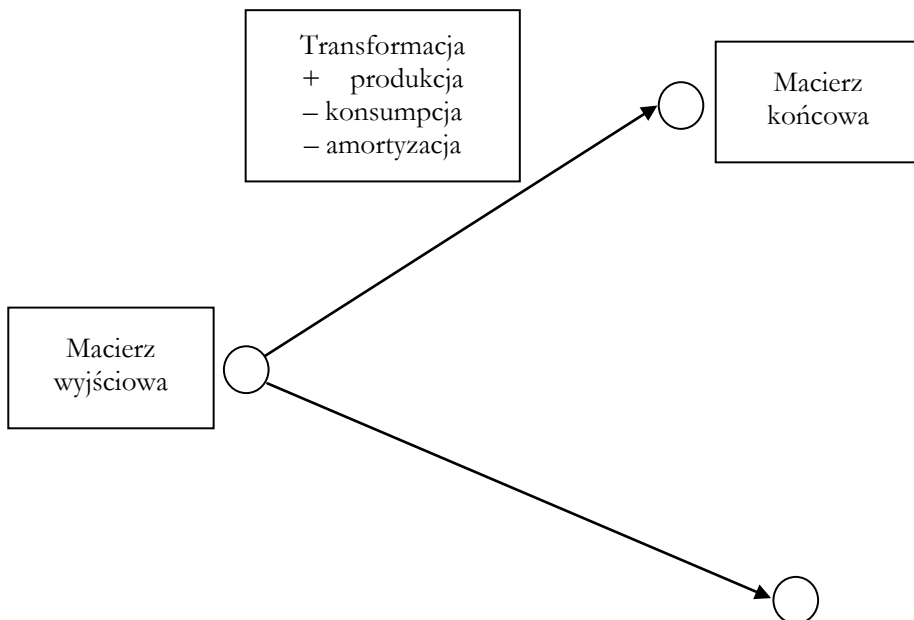 Transformacja
+ produkcja
– konsumpcja
– amortyzacja
Macierz
końcowa
Macierz
wyjściowa